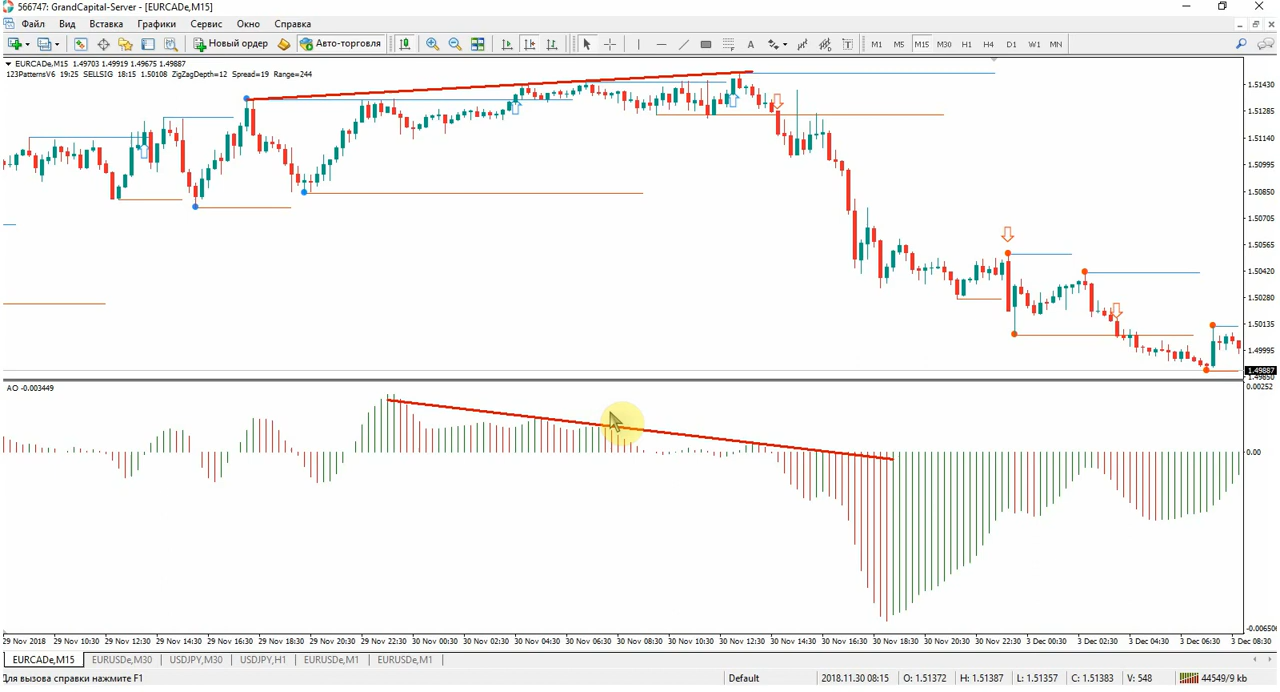 566747: GrandCapital-Server - [EURCADe,M15]
Файл Вид Вставка Графики Сервис Окно Справка
Новый ордер Авто-торговля A T M1 M5 M15 M30 H1 H4 D1 W1 MN
EURCADe,M15 1.49703 1.49919 1.49675 1.49887
123PatternsV6 19:25 SELLSIG 18:15 1.50108 ZigZagDepth=12 Spread=19 Range=244
1.51430
1.51285
1.51140
1.50995
1.50850
1.50705
1.50565
1.50420
1.50280
1.50135
1.49995
1.49887
1.49850
AO -0.003449
0.00252
0.00
-0.00650
29 Nov 2018 29 Nov 10:30 29 Nov 12:30 29 Nov 14:30 29 Nov 16:30 29 Nov 18:30 29 Nov 20:30 29 Nov 22:30 30 Nov 00:30 30 Nov 02:30 30 Nov 04:30 30 Nov 06:30 30 Nov 08:30 30 Nov 10:30 30 Nov 12:30 30 Nov 14:30 30 Nov 16:30 30 Nov 18:30 30 Nov 20:30 30 Nov 22:30 3 Dec 00:30 3 Dec 02:30 3 Dec 04:30 3 Dec 06:30 3 Dec 08:30
EURCADe,M15 EURUSDe,M30 USDJPY,M30 USDJPY,H1 EURUSDe,M1 EURUSDe,M1
Для вызова справки нажмите F1 Default 2018.11.30 08:15 O: 1.51372 H: 1.51387 L: 1.51357 C: 1.51383 V: 548 44549/9 kb